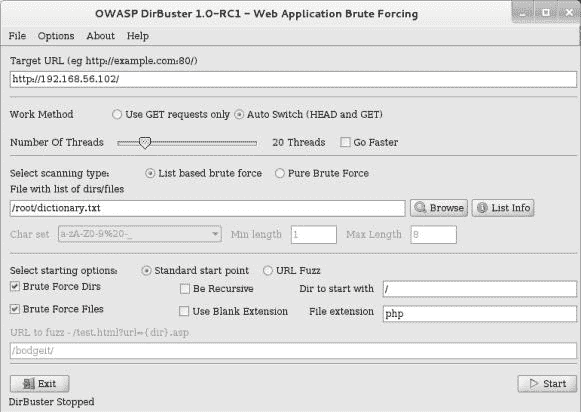 OWASP DirBuster 1.0-RC1 - Web Application Brute Forcing
File Options About Help
Target URL (eg http://example.com:80/)
http://192.168.56.102/
Work Method Use GET requests only Auto Switch (HEAD and GET)
Number Of Threads 20 Threads Go Faster
Select scanning type: List based brute force Pure Brute Force
File with list of dirs/files
/root/dictionary.txt Browse List Info
Char set a-zA-Z0-9%20-_ Min length 1 Max Length 8
Select starting options: Standard start point URL Fuzz
Brute Force Dirs Be Recursive Dir to start with /
Brute Force Files Use Blank Extension File extension php
URL to fuzz - /test.html?url={dir}.asp
/bodgeit/
Exit Start
DirBuster Stopped